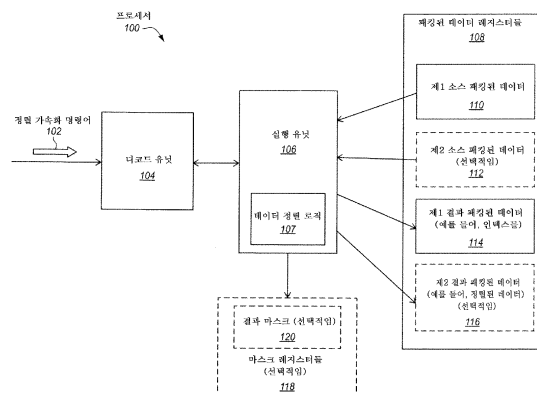 프로세서
100
정렬 가속화 명령어
102
디코드 유닛
104
실행 유닛
106
데이터 정렬 로직
107
결과 마스크 (선택적임)
120
마스크 레지스터들
(선택적임)
118
패킹된 데이터 레지스터들
108
제1 소스 패킹된 데이터
110
제2 소스 패킹된 데이터
(선택적임)
112
제1 결과 패킹된 데이터
(예를 들어, 인덱스들)
114
제2 결과 패킹된 데이터
(예를 들어, 정렬된 데이터)
(선택적임)
116